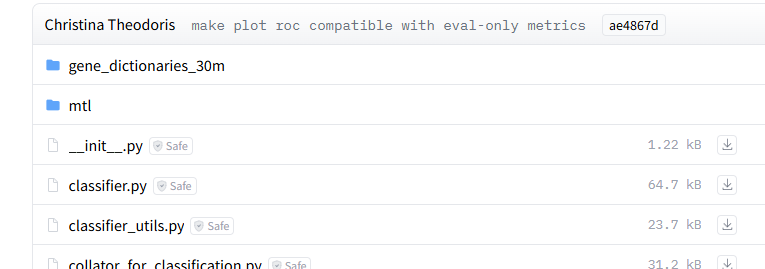 Christina Theodoris make plot roc compatible with eval-only metrics ae4867d
gene_dictionaries_30m
mtl
__init__.py Safe 1.22 kB
classifier.py Safe 64.7 kB
classifier_utils.py Safe 23.7 kB
collator_for_classification.py Safe 31.2 kB